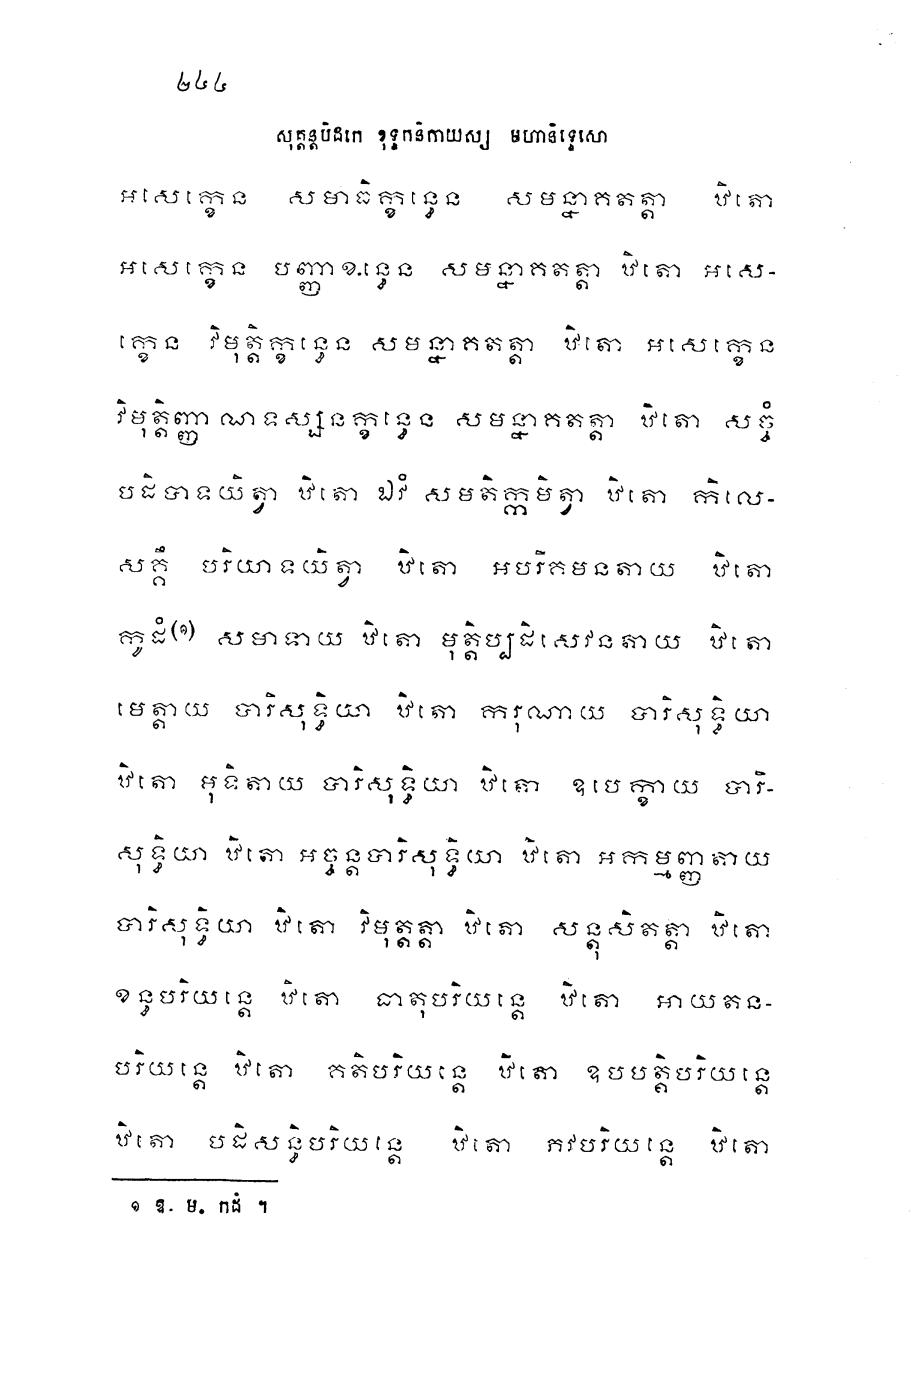 ២៤៤
សុត្តន្តបិដកេ ខុទ្ទកនិកាយស្ស មហានិទ្ទេសោ
អសេក្ខេន សមាធិក្ខន្ធេន សមន្នាគតត្តា ឋិតោ
អសេក្ខេន បញ្ញាខន្ធេន សមន្នាគតត្តា ឋិតោ អសេ-
ក្ខេន វិមុត្តិក្ខន្ធេន សមន្នាគតត្តា ឋិតោ អសេក្ខេន
វិមុត្តិញ្ញាណទស្សនក្ខន្ធេន សមន្នាគតត្តា ឋិតោ សច្ចំ
បដិបាទយិត្វា ឋិតោ ឯវំ សមតិក្កមិត្វា ឋិតោ កិលេ-
សគ្គឹ បរិយាទយិត្វា ឋិតោ អបរិគមនតាយ ឋិតោ
កូដំ(១) សមាទាយ ឋិតោ មុត្តិប្បដិសេវនតាយ ឋិតោ
មេត្តាយ បារិសុទ្ធិយា ឋិតោ ករុណាយ បារិសុទ្ធិយា
ឋិតោ មុទិតាយ បារិសុទ្ធិយា ឋិតោ ឧបេក្ខាយ បារិ-
សុទ្ធិយា ឋិតោ អច្ចន្តបារិសុទ្ធិយា ឋិតោ អកម្មញ្ញតាយ
បារិសុទ្ធិយា ឋិតោ វិមុត្តត្តា ឋិតោ សន្តុសិតត្តា ឋិតោ
ខន្ធបរិយន្តេ ឋិតោ ធាតុបរិយន្តេ ឋិតោ អាយតន-
បរិយន្តេ ឋិតោ គតិបរិយន្តេ ឋិតោ ឧបបត្តិបរិយន្តេ
ឋិតោ បដិសន្ធិបរិយន្តេ ឋិតោ ភវបរិយន្តេ ឋិតោ
១ ឱ. ម. កដំ ។